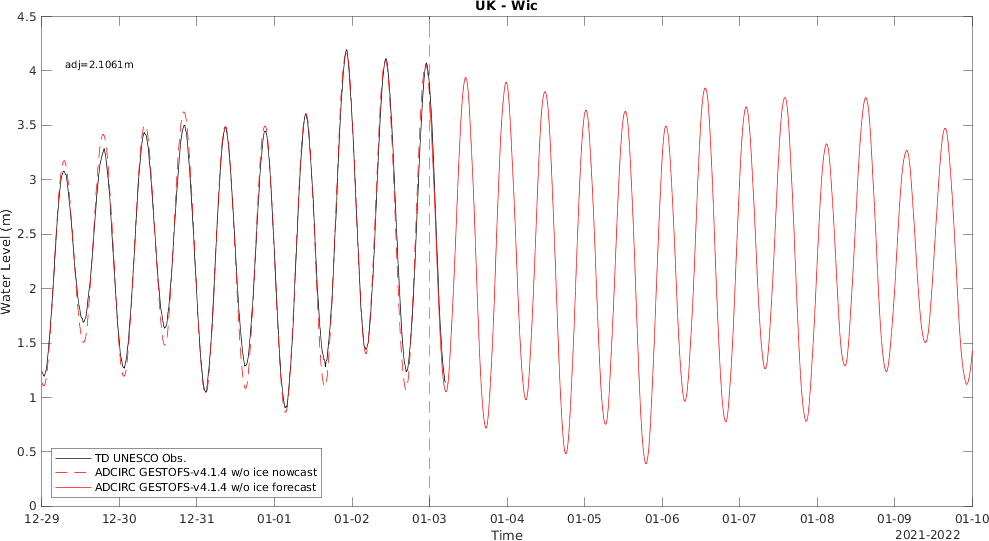 UK - Wic
4.5
4
3.5
3
2.5
2
1.5
1
0.5
0
Water Level (m)
adj=2.1061m
TD UNESCO Obs.
ADCIRC GESTOFS-v4.1.4 w/o ice nowcast
ADCIRC GESTOFS-v4.1.4 w/o ice forecast
12-29 12-30 12-31 01-01 01-02 01-03 01-04 01-05 01-06 01-07 01-08 01-09 01-10
Time
2021-2022